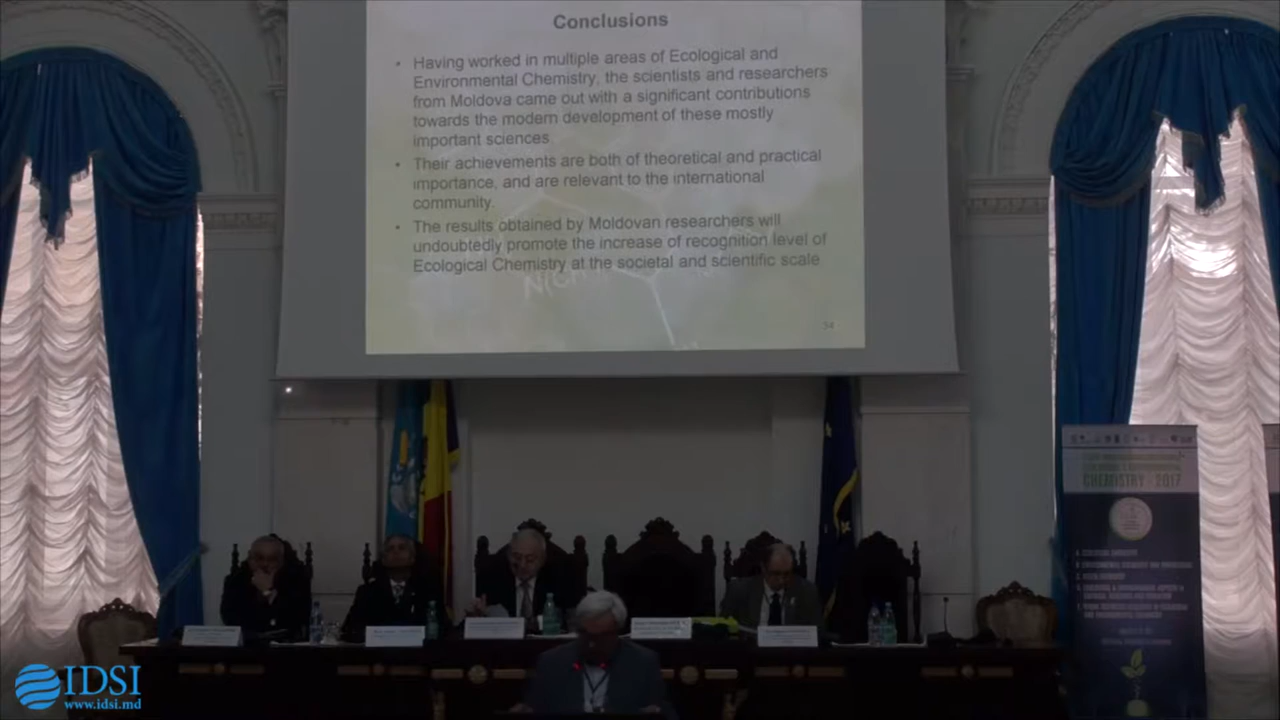 Conclusions
• Having worked in multiple areas of Ecological and
Environmental Chemistry, the scientists and researchers
from Moldova came out with a significant contributions
towards the modern development of these mostly
important sciences.
• Their achievements are both of theoretical and practical
importance, and are relevant to the international
community.
• The results obtained by Moldovan researchers will
undoubtedly promote the increase of recognition level of
Ecological Chemistry at the societal and scientific scale
34
CHEMISTRY - 2017
IDSI
www.idsi.md